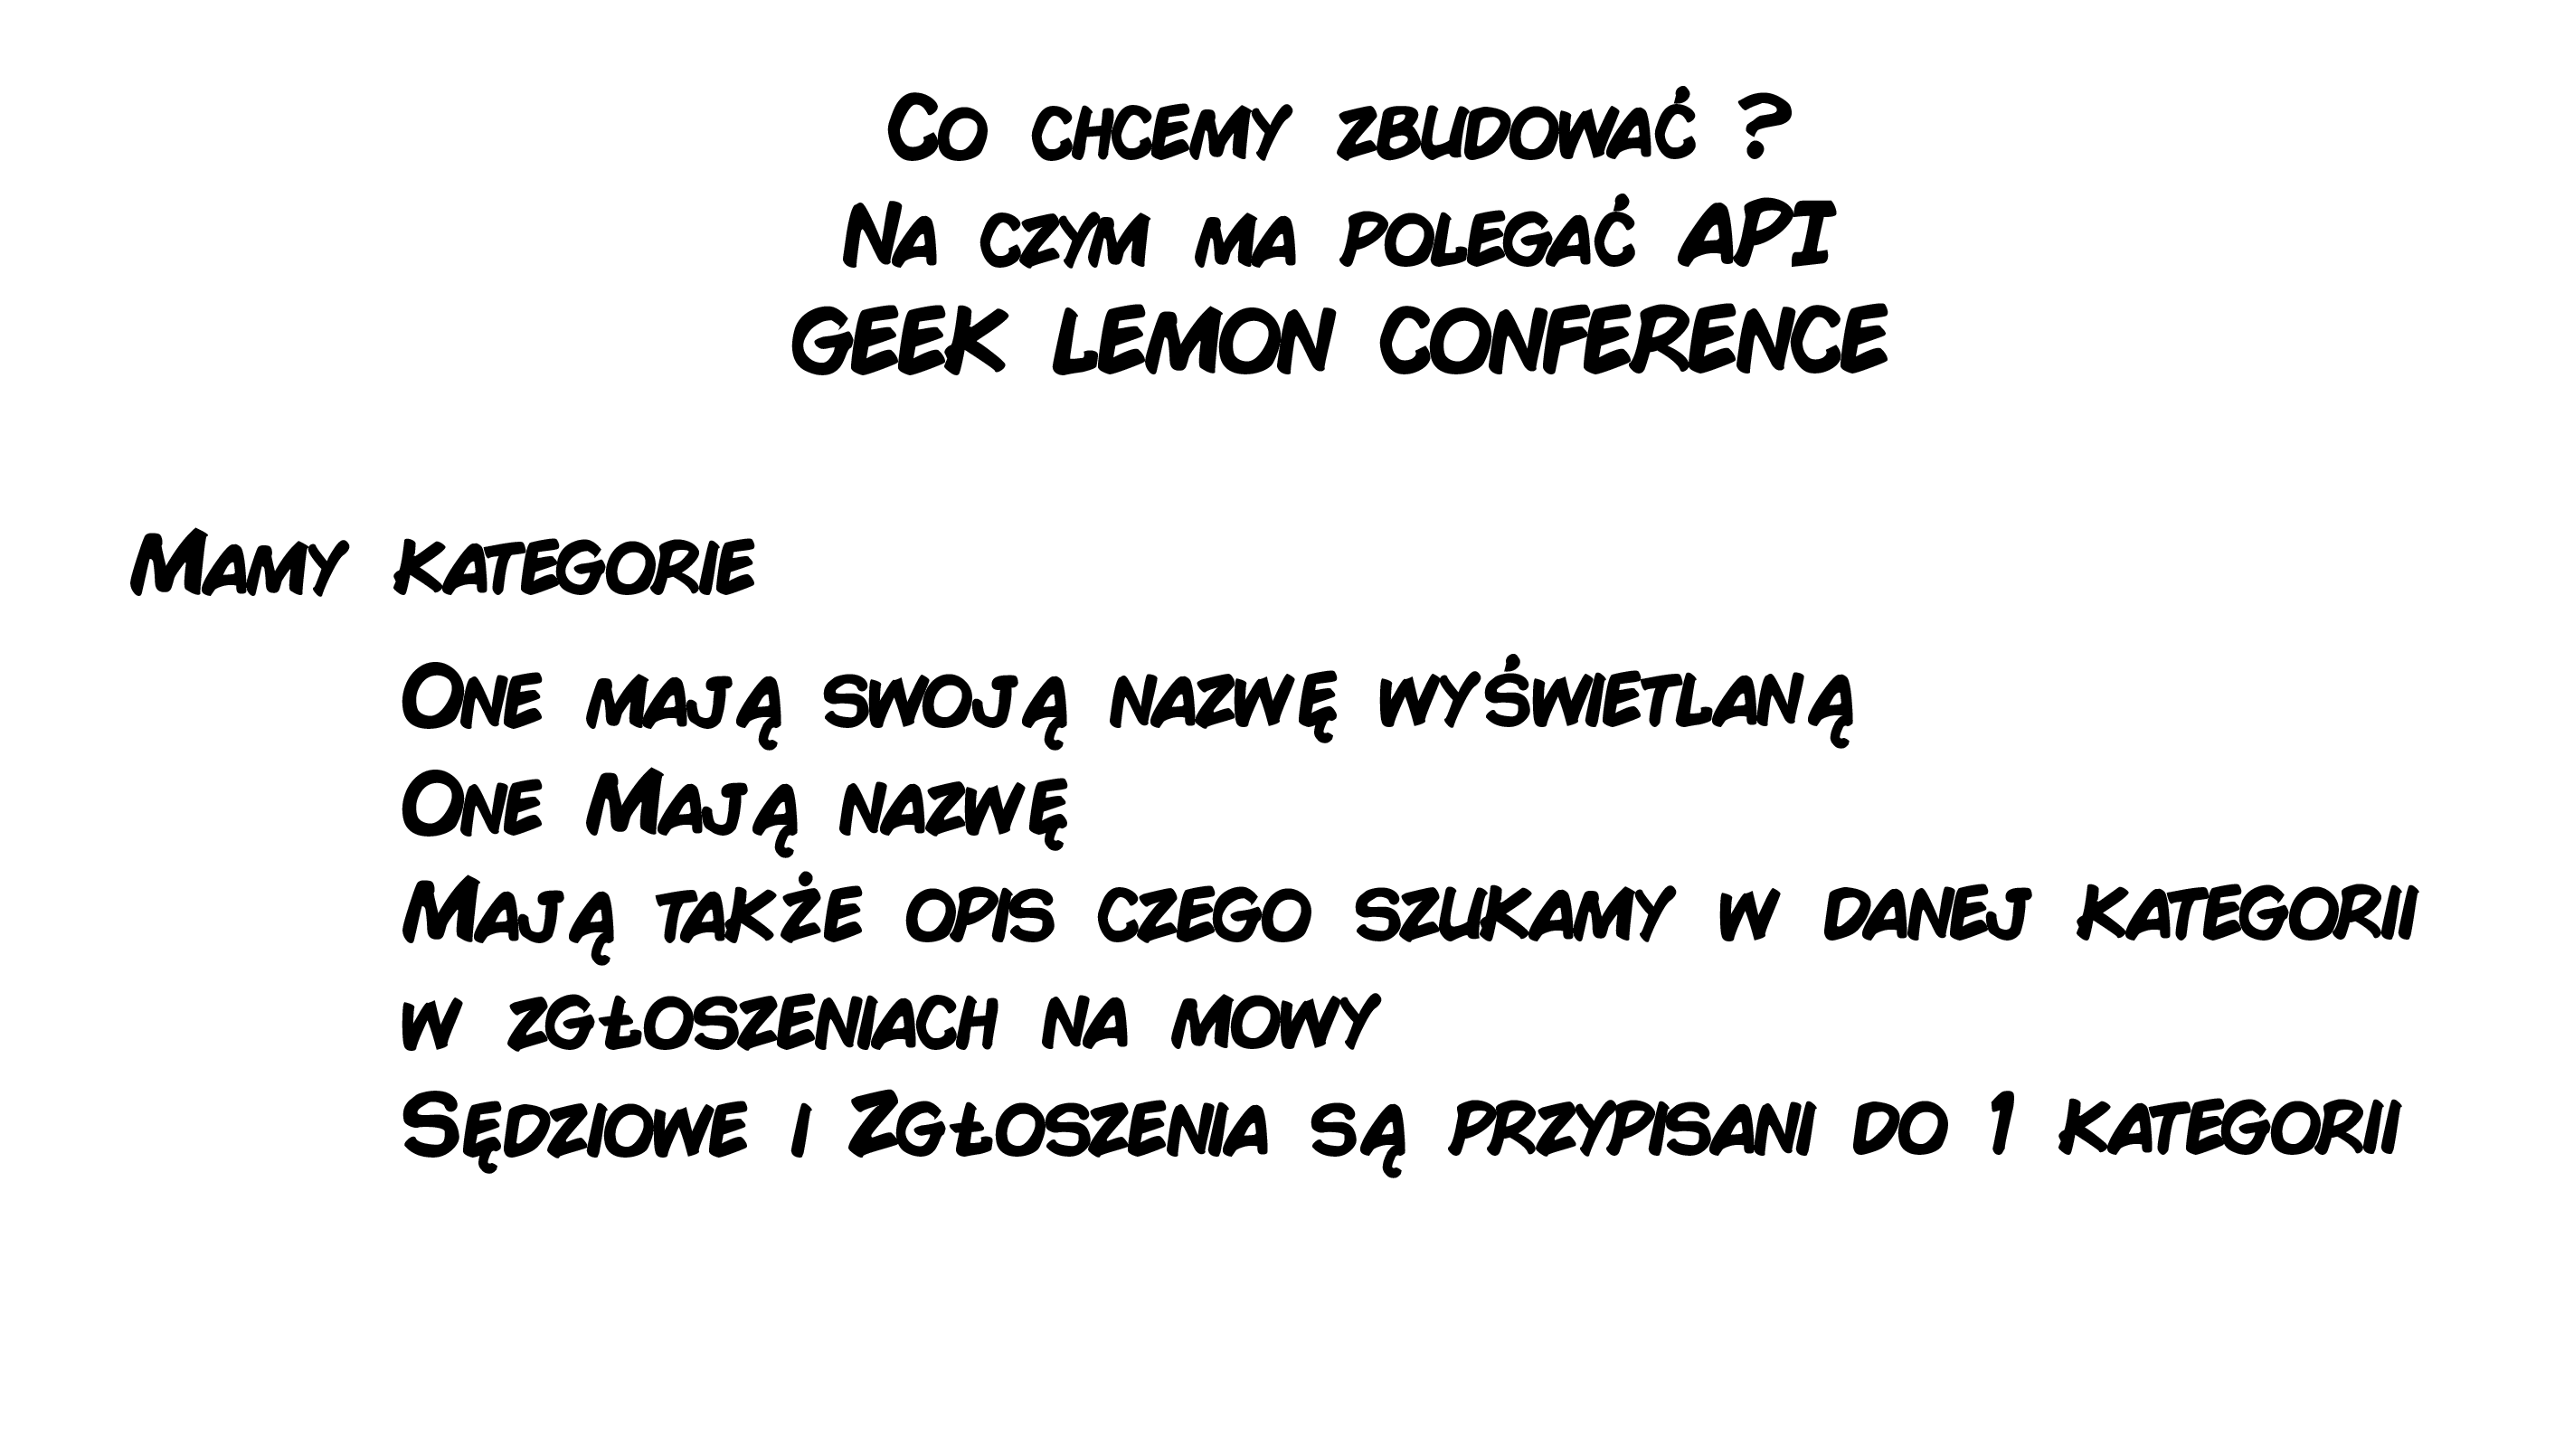 Co chcemy zbudować ?
Na czym ma polegać API
GEEK LEMON CONFERENCE
Mamy kategorie
One mają swoją nazwę wyświetlaną
One Mają nazwę
Mają także opis czego szukamy w danej kategorii
w zgłoszeniach na mowy
Sędziowe i Zgłoszenia są przypisani do 1 kategorii